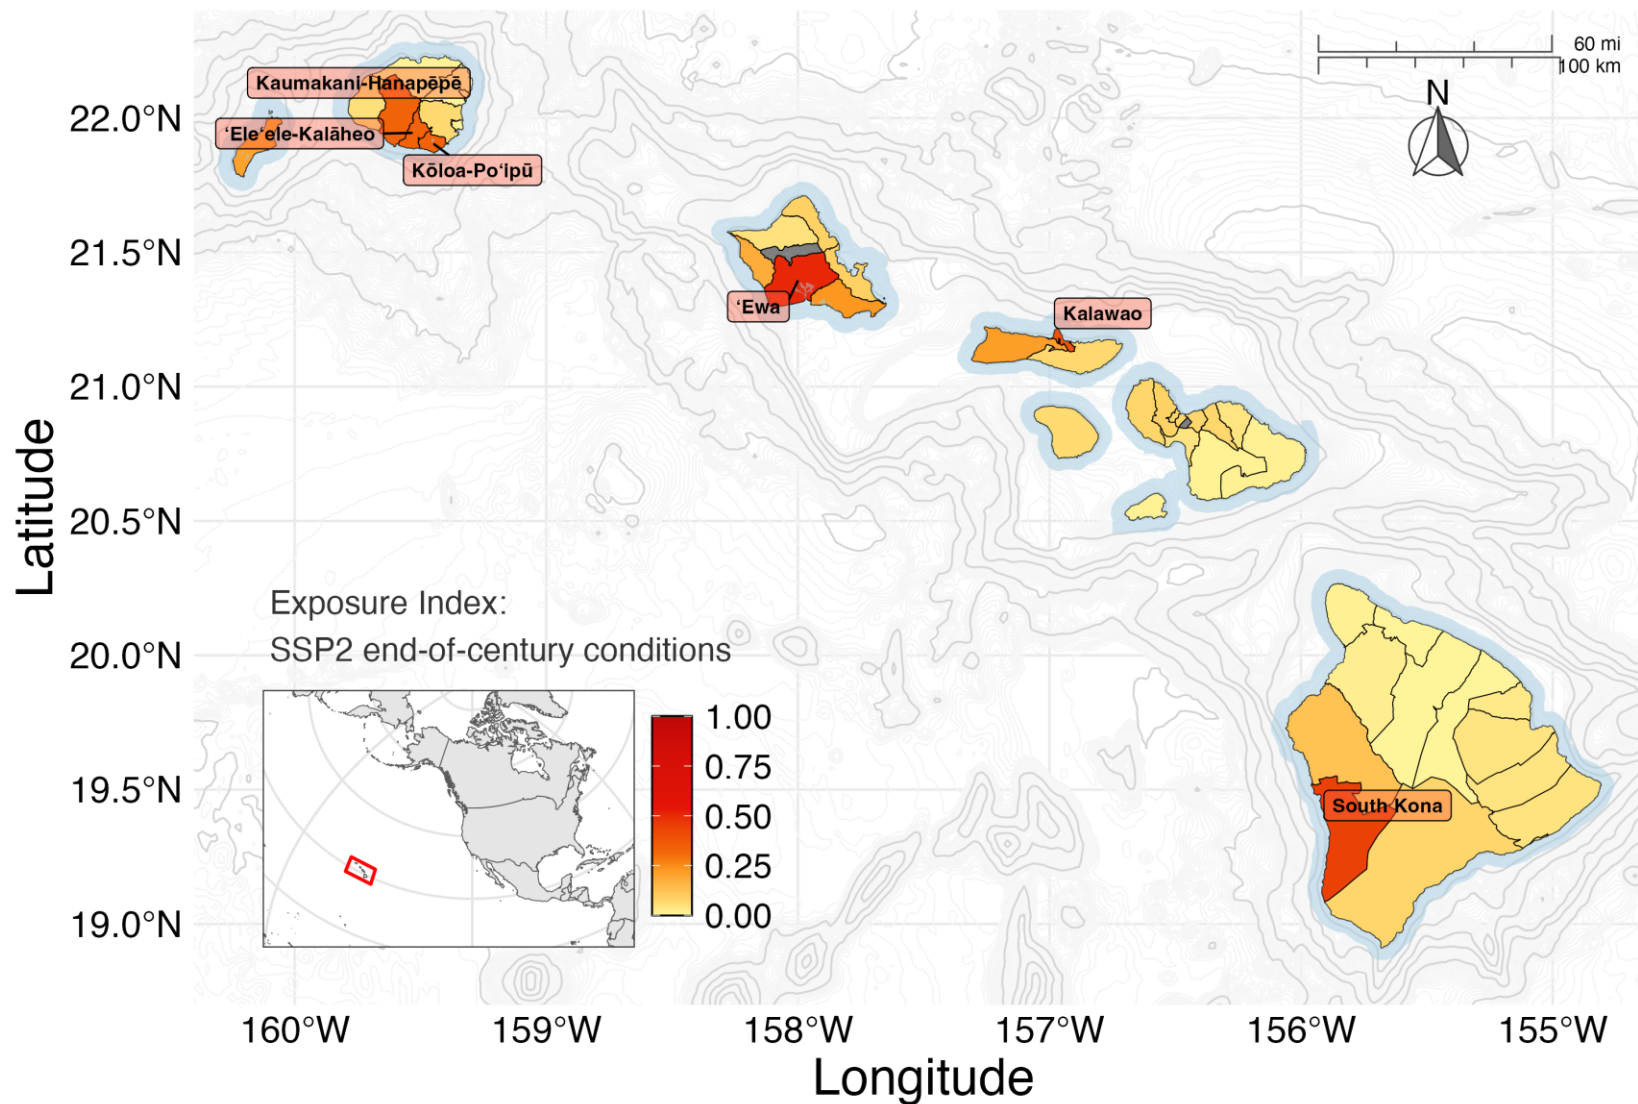 60 mi
100 km
N
Kaumakani-Hanapēpē
ʻEleʻele-Kalāheo
Kōloa-Poʻipū
ʻEwa
Kalawao
South Kona
22.0°N
21.5°N
21.0°N
20.5°N
20.0°N
19.5°N
19.0°N
Latitude
Exposure Index:
SSP2 end-of-century conditions
1.00
0.75
0.50
0.25
0.00
160°W
159°W
158°W
157°W
156°W
155°W
Longitude